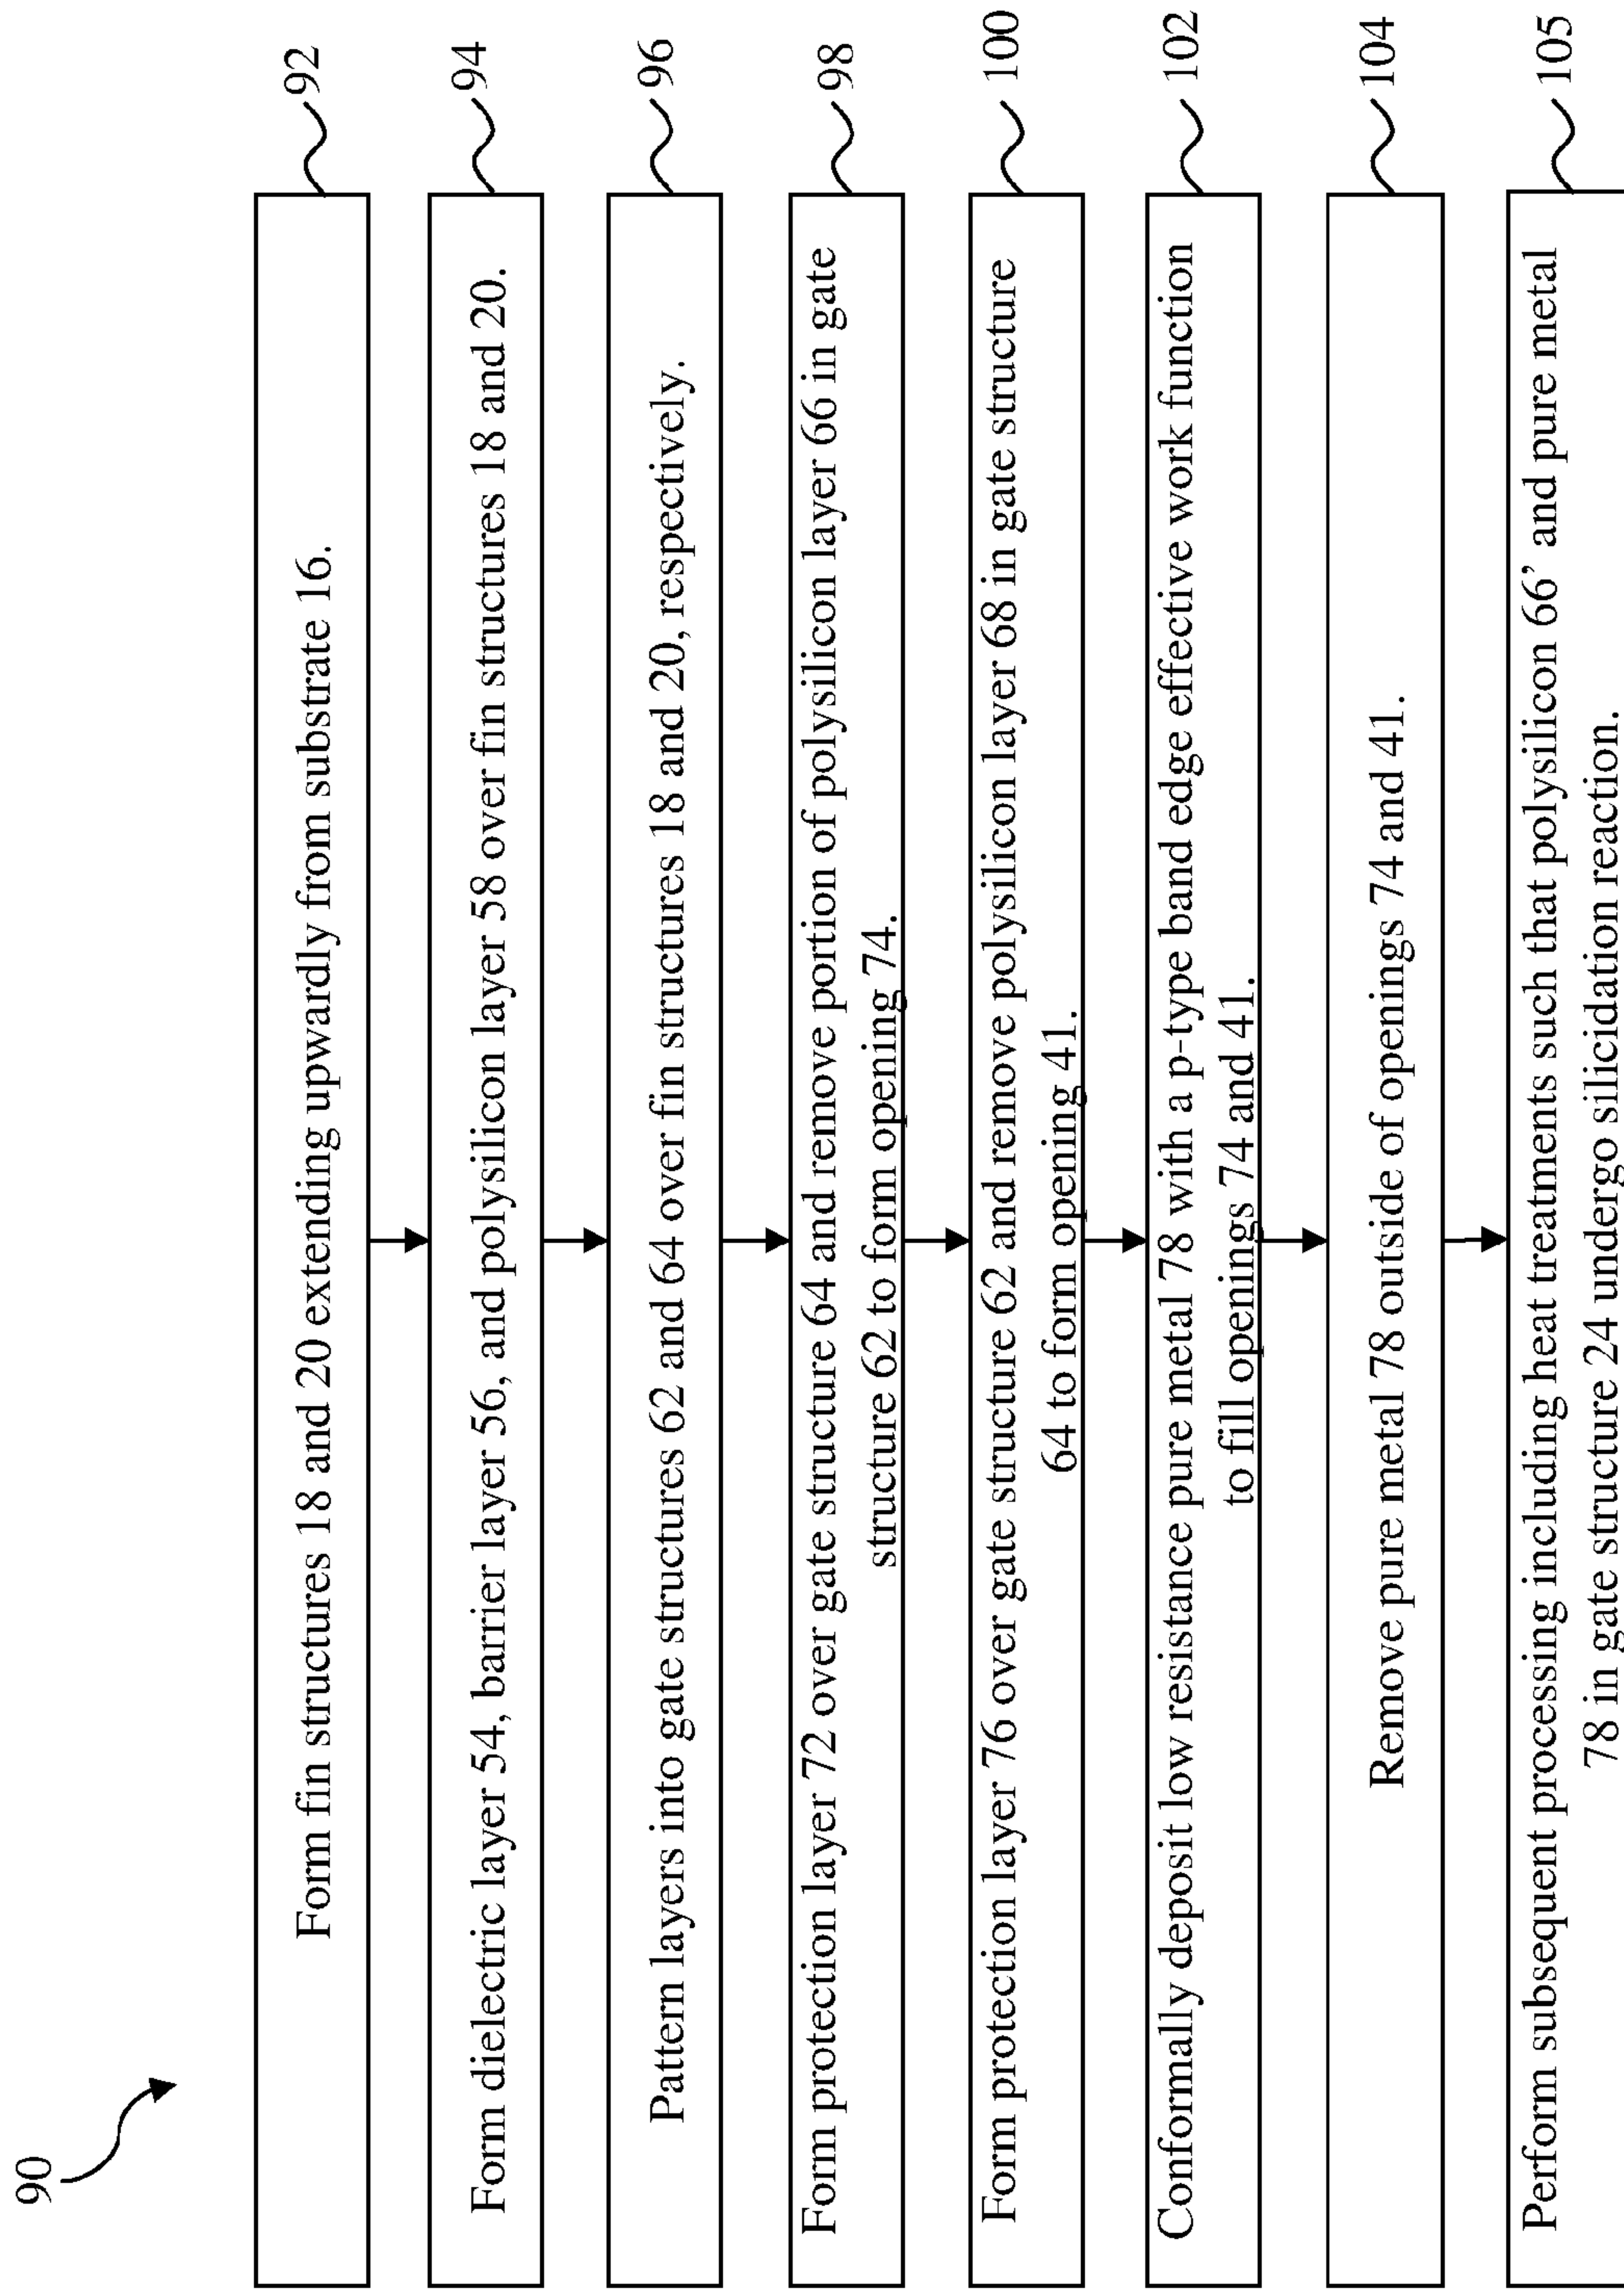 90
Form fin structures 18 and 20 extending upwardly from substrate 16.
92
Form dielectric layer 54, barrier layer 56, and polysilicon layer 58 over fin structures 18 and 20.
94
Pattern layers into gate structures 62 and 64 over fin structures 18 and 20, respectively.
96
Form protection layer 72 over gate structure 64 and remove portion of polysilicon layer 66 in gate
structure 62 to form opening 74.
98
Form protection layer 76 over gate structure 62 and remove polysilicon layer 68 in gate structure
64 to form opening 41.
100
Conformally deposit low resistance pure metal 78 with a p-type band edge effective work function
to fill openings 74 and 41.
102
Remove pure metal 78 outside of openings 74 and 41.
104
Perform subsequent processing including heat treatments such that polysilicon 66’ and pure metal
78 in gate structure 24 undergo silicidation reaction.
105